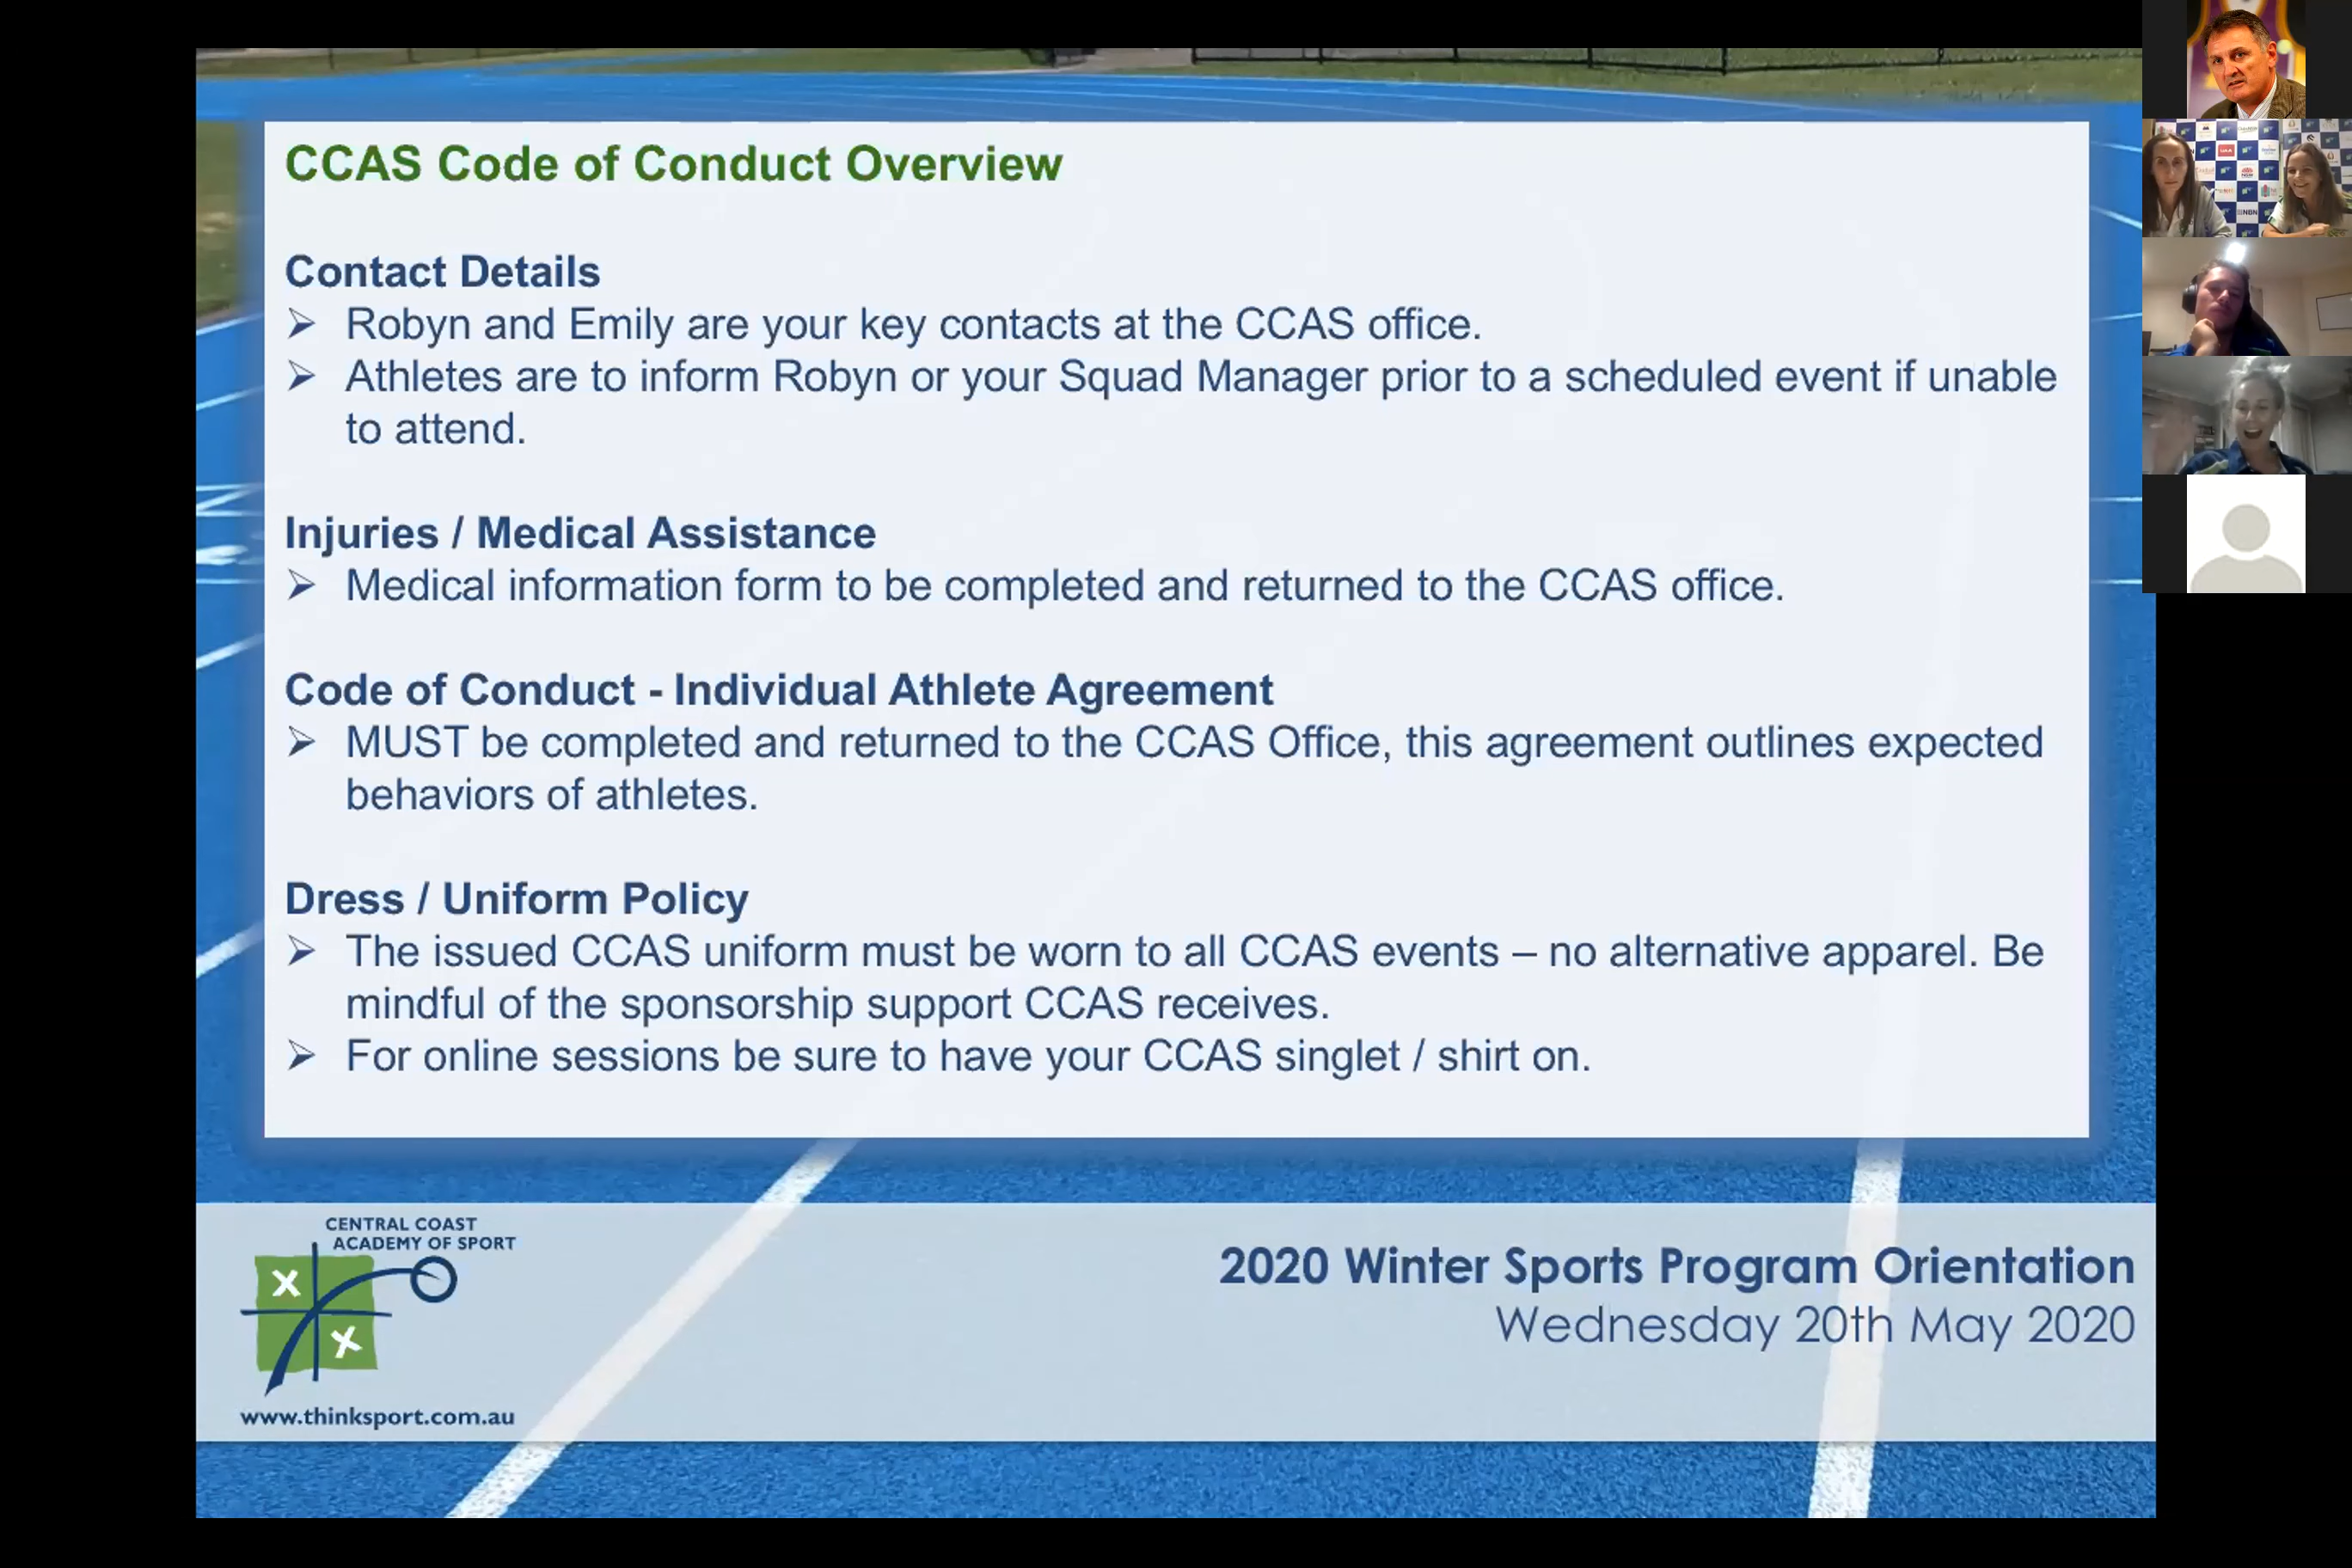 CCAS Code of Conduct Overview
Contact Details
➢ Robyn and Emily are your key contacts at the CCAS office.
➢ Athletes are to inform Robyn or your Squad Manager prior to a scheduled event if unable
to attend.
Injuries / Medical Assistance
➢ Medical information form to be completed and returned to the CCAS office.
Code of Conduct - Individual Athlete Agreement
➢ MUST be completed and returned to the CCAS Office, this agreement outlines expected
behaviors of athletes.
Dress / Uniform Policy
➢ The issued CCAS uniform must be worn to all CCAS events – no alternative apparel. Be
mindful of the sponsorship support CCAS receives.
➢ For online sessions be sure to have your CCAS singlet / shirt on.
CENTRAL COAST
ACADEMY OF SPORT
www.thinksport.com.au
2020 Winter Sports Program Orientation
Wednesday 20th May 2020
NBN